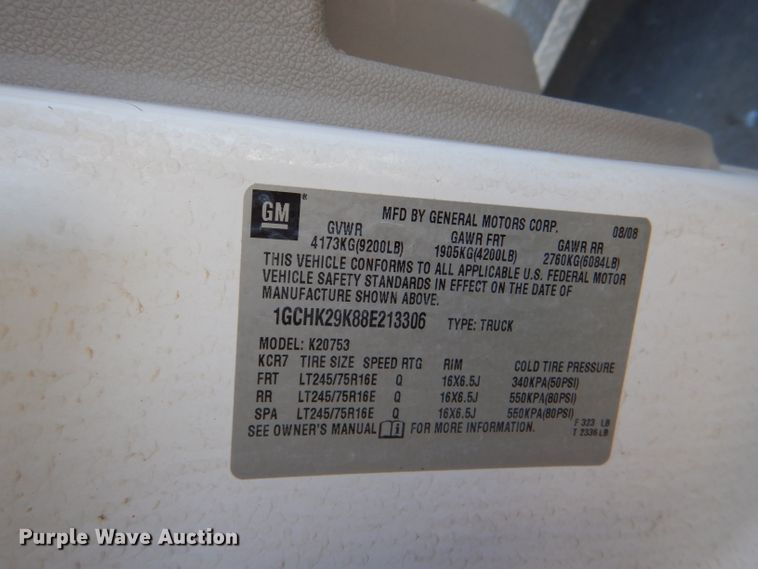 GM ®
MFD BY GENERAL MOTORS CORP. 08/08
GVWR GAWR FRT GAWR RR
4173KG(9200LB) 1905KG(4200LB) 2760KG(6084LB)
THIS VEHICLE CONFORMS TO ALL APPLICABLE U.S. FEDERAL MOTOR
VEHICLE SAFETY STANDARDS IN EFFECT ON THE DATE OF
MANUFACTURE SHOWN ABOVE.
1GCHK29K88E213306 TYPE: TRUCK
MODEL: K20753
KCR7 TIRE SIZE SPEED RTG RIM COLD TIRE PRESSURE
FRT LT245/75R16E Q 16X6.5J 340KPA(50PSI)
RR LT245/75R16E Q 16X6.5J 550KPA(80PSI)
SPA LT245/75R16E Q 16X6.5J 550KPA(80PSI)
SEE OWNER'S MANUAL i FOR MORE INFORMATION.
F 323 LB
T 2336 LB
Purple Wave Auction